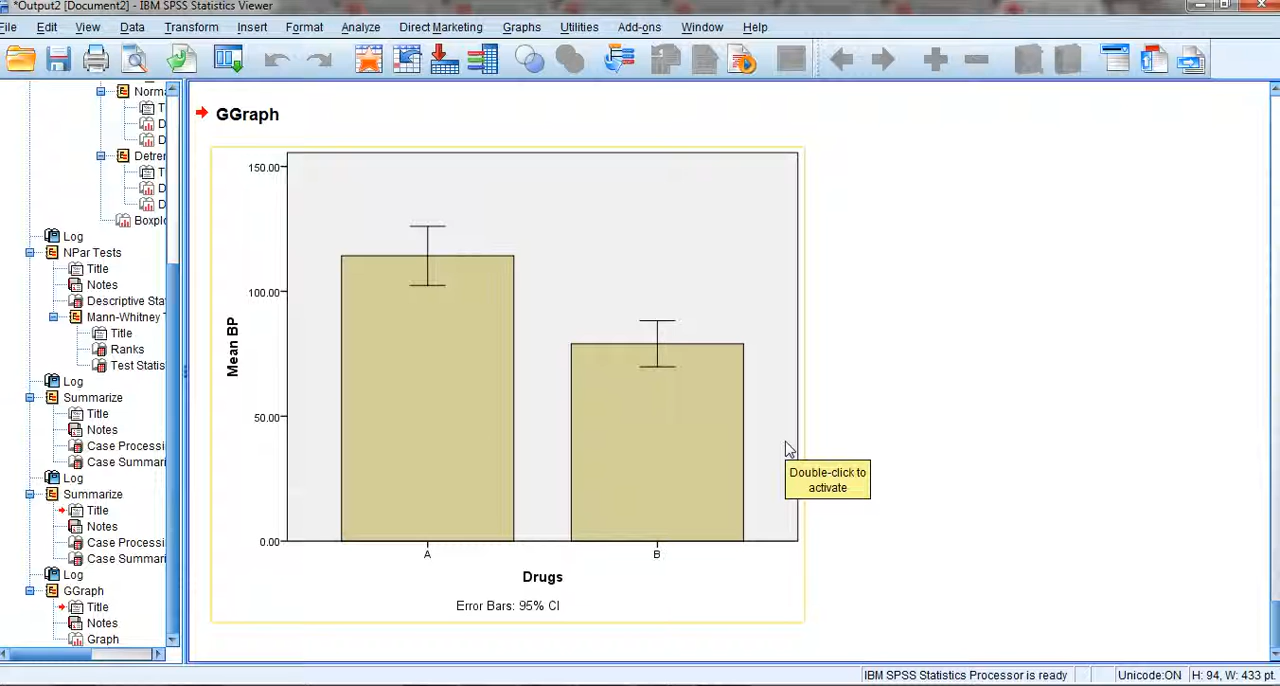 *Output2 [Document2] - IBM SPSS Statistics Viewer
File Edit View Data Transform Insert Format Analyze Direct Marketing Graphs Utilities Add-ons Window Help
Norma
T
D
D
Detrer
T
D
D
Boxplo
Log
NPar Tests
Title
Notes
Descriptive Sta
Mann-Whitney T
Title
Ranks
Test Statis
Log
Summarize
Title
Notes
Case Processi
Case Summari
Log
Summarize
Title
Notes
Case Processi
Case Summari
Log
GGraph
Title
Notes
Graph
GGraph
150.00
100.00
50.00
0.00
Mean BP
A B
Drugs
Error Bars: 95% CI
Double-click to
activate
IBM SPSS Statistics Processor is ready Unicode:ON H: 94, W: 433 pt.